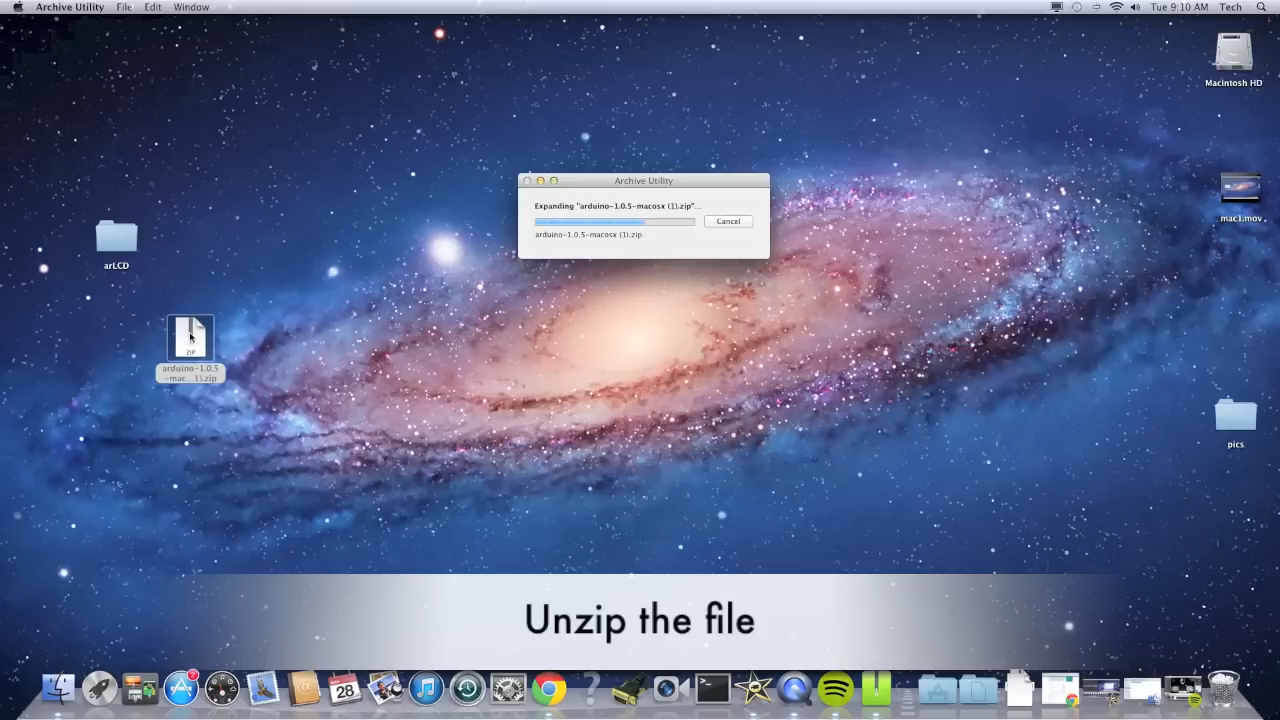 Archive Utility File Edit Window
Tue 9:10 AM Tech
Macintosh HD
Archive Utility
Expanding "arduino-1.0.5-macosx (1).zip"...
Cancel
arduino-1.0.5-macosx (1).zip
mac1.mov
arLCD
ZIP
arduino-1.0.5
-mac...1).zip
pics
Unzip the file
28